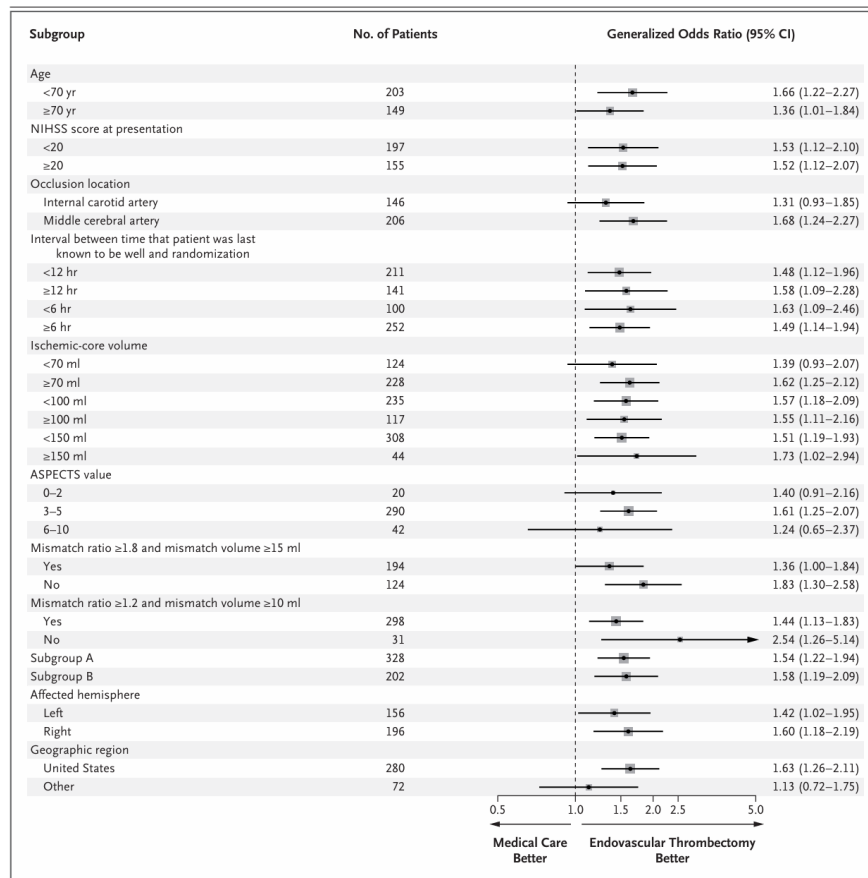 Subgroup No. of Patients Generalized Odds Ratio (95% CI)
Age
<70 yr 203 1.66 (1.22–2.27)
≥70 yr 149 1.36 (1.01–1.84)
NIHSS score at presentation
<20 197 1.53 (1.12–2.10)
≥20 155 1.52 (1.12–2.07)
Occlusion location
Internal carotid artery 146 1.31 (0.93–1.85)
Middle cerebral artery 206 1.68 (1.24–2.27)
Interval between time that patient was last
known to be well and randomization
<12 hr 211 1.48 (1.12–1.96)
≥12 hr 141 1.58 (1.09–2.28)
<6 hr 100 1.63 (1.09–2.46)
≥6 hr 252 1.49 (1.14–1.94)
Ischemic-core volume
<70 ml 124 1.39 (0.93–2.07)
≥70 ml 228 1.62 (1.25–2.12)
<100 ml 235 1.57 (1.18–2.09)
≥100 ml 117 1.55 (1.11–2.16)
<150 ml 308 1.51 (1.19–1.93)
≥150 ml 44 1.73 (1.02–2.94)
ASPECTS value
0–2 20 1.40 (0.91–2.16)
3–5 290 1.61 (1.25–2.07)
6–10 42 1.24 (0.65–2.37)
Mismatch ratio ≥1.8 and mismatch volume ≥15 ml
Yes 194 1.36 (1.00–1.84)
No 124 1.83 (1.30–2.58)
Mismatch ratio ≥1.2 and mismatch volume ≥10 ml
Yes 298 1.44 (1.13–1.83)
No 31 2.54 (1.26–5.14)
Subgroup A 328 1.54 (1.22–1.94)
Subgroup B 202 1.58 (1.19–2.09)
Affected hemisphere
Left 156 1.42 (1.02–1.95)
Right 196 1.60 (1.18–2.19)
Geographic region
United States 280 1.63 (1.26–2.11)
Other 72 1.13 (0.72–1.75)
0.5 1.0 1.5 2.0 2.5 5.0
Medical Care Endovascular Thrombectomy
Better Better